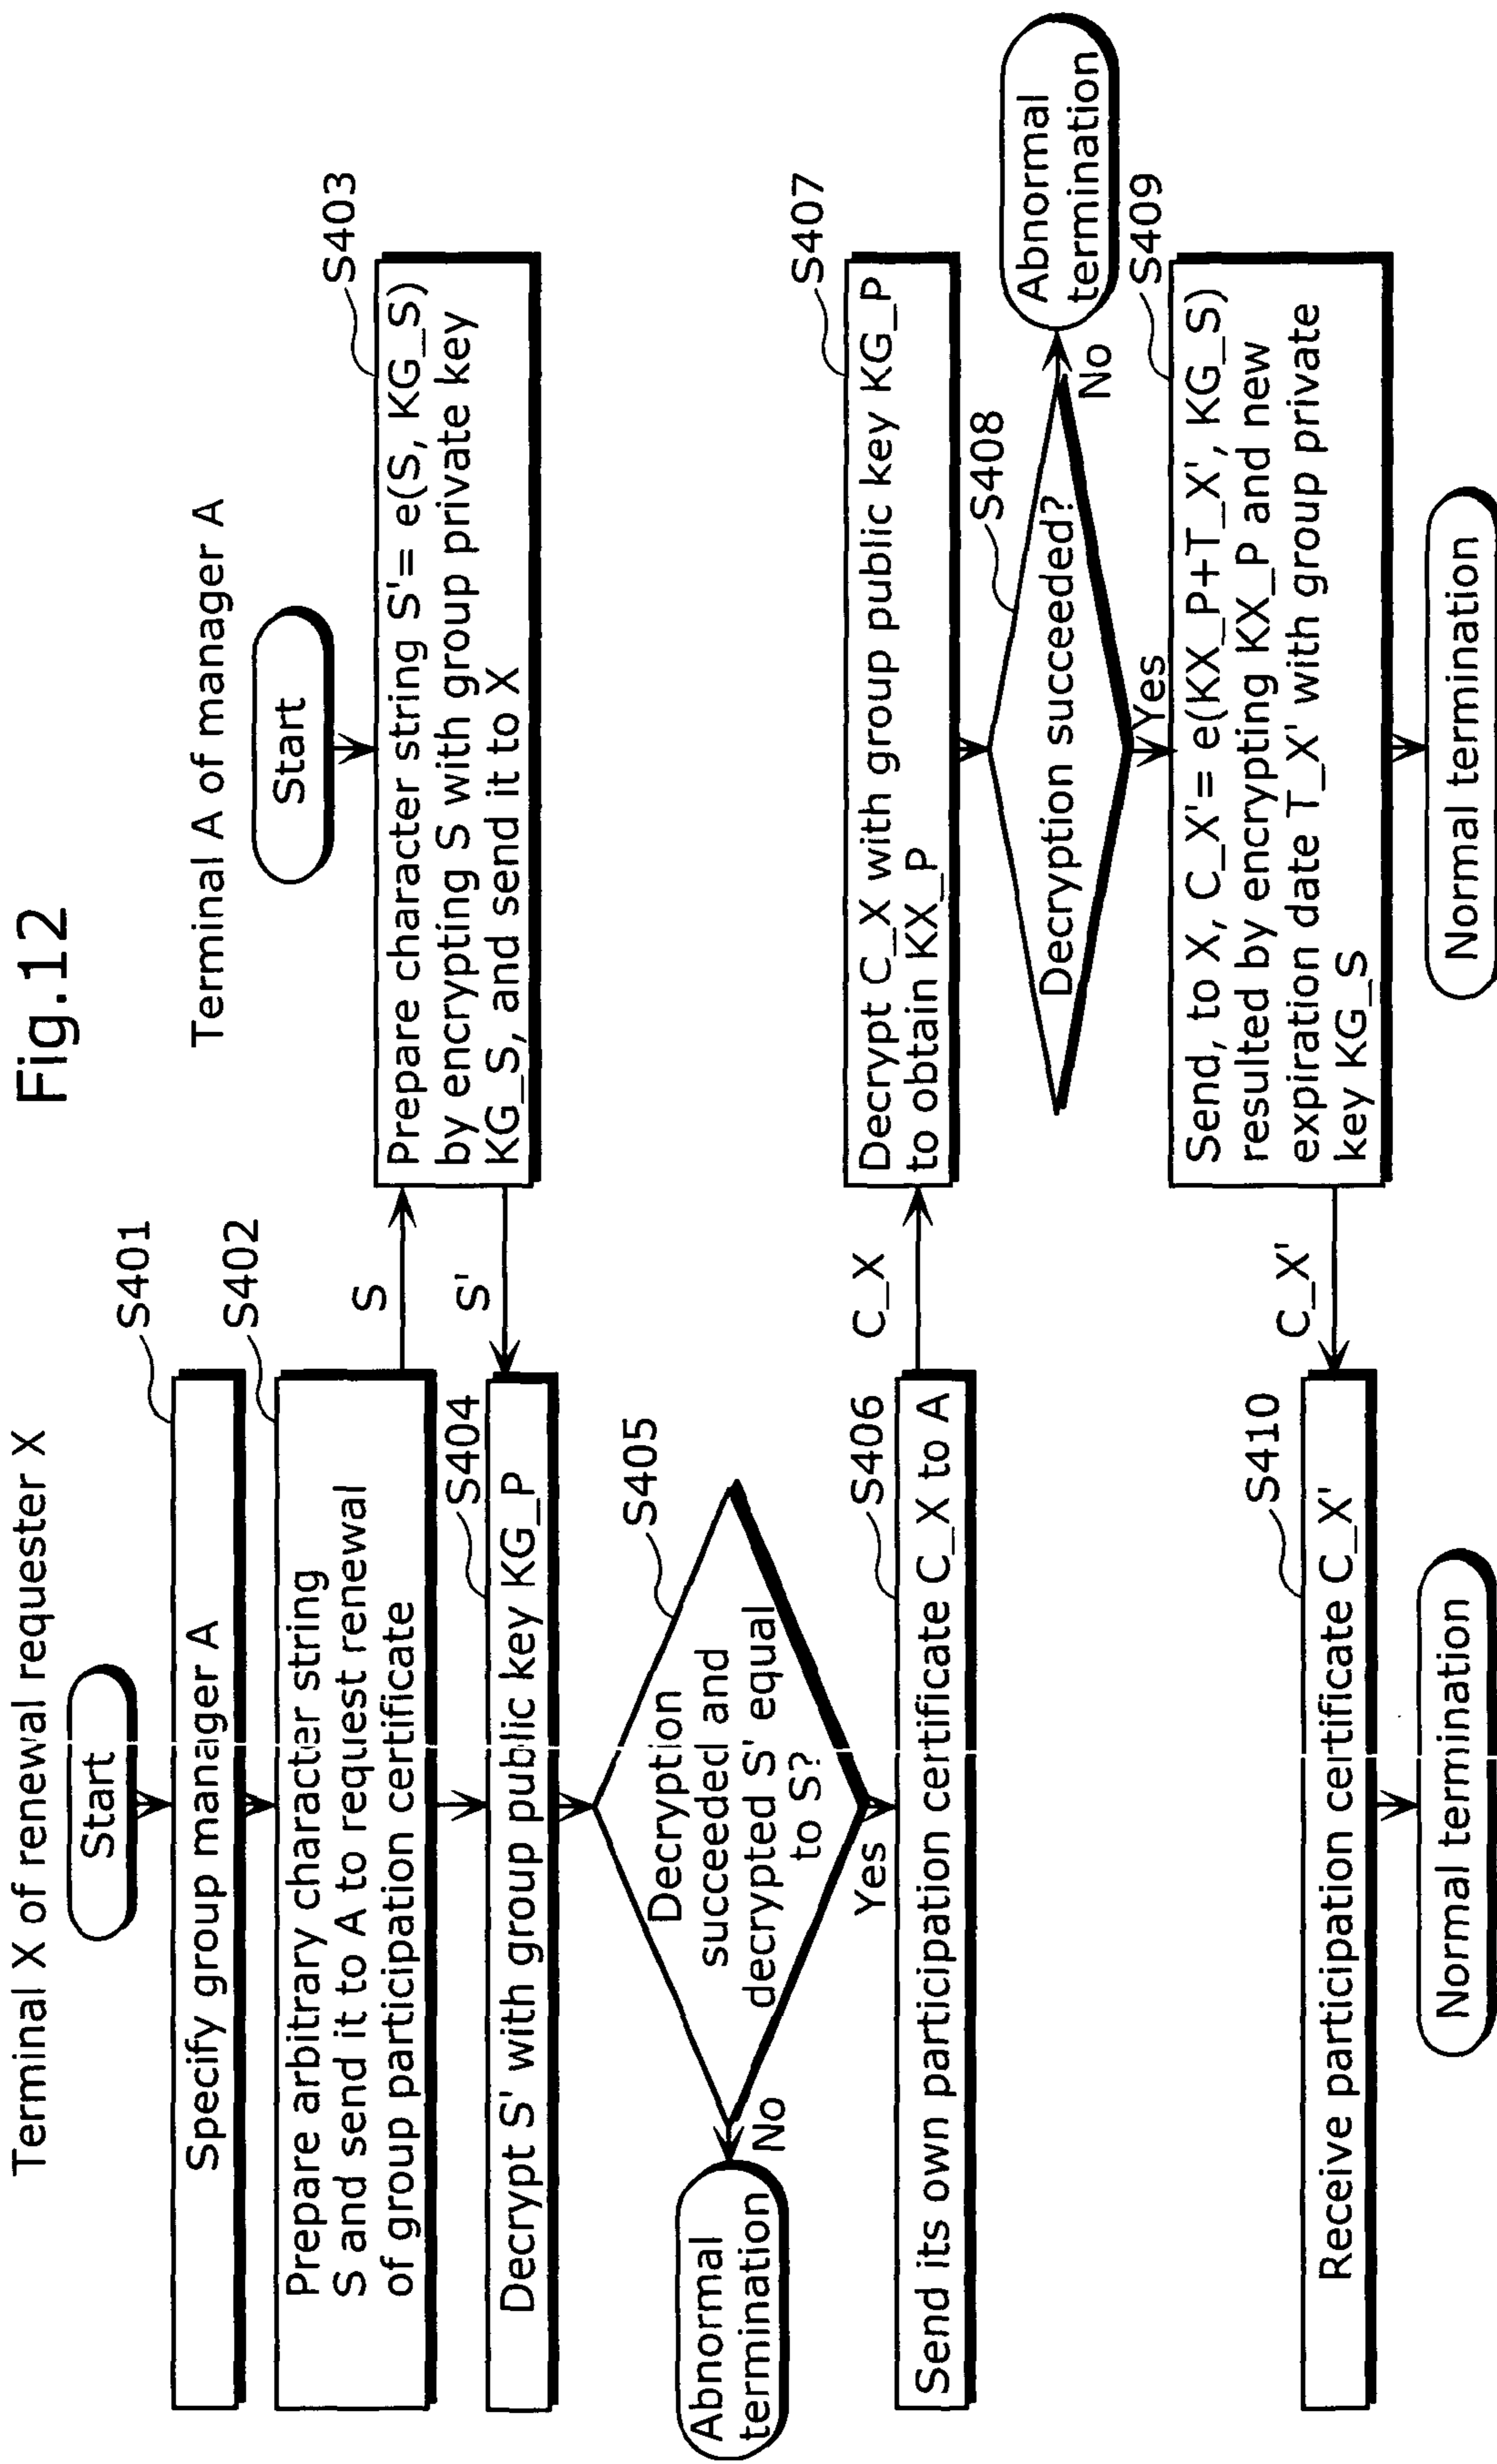 Fig.12
Terminal X of renewal requester X
Start
S401
Specify group manager A
S402
Prepare arbitrary character string
S and send it to A to request renewal
of group participation certificate
S
Terminal A of manager A
Start
S403
Prepare character string S'= e(S, KG_S)
by encrypting S with group private key
KG_S, and send it to X
S'
S404
Decrypt S' with group public key KG_P
S405
Decryption
succeeded and
decrypted S' equal
to S?
No
Abnormal
termination
Yes
S406
Send its own participation certificate C_X to A
C_X
S407
Decrypt C_X with group public key KG_P
to obtain KX_P
S408
Decryption succeeded?
No
Abnormal
termination
Yes
S409
Send, to X, C_X'= e(KX_P+T_X', KG_S)
resulted by encrypting KX_P and new
expiration date T_X' with group private
key KG_S
Normal termination
C_X'
S410
Receive participation certificate C_X'
Normal termination